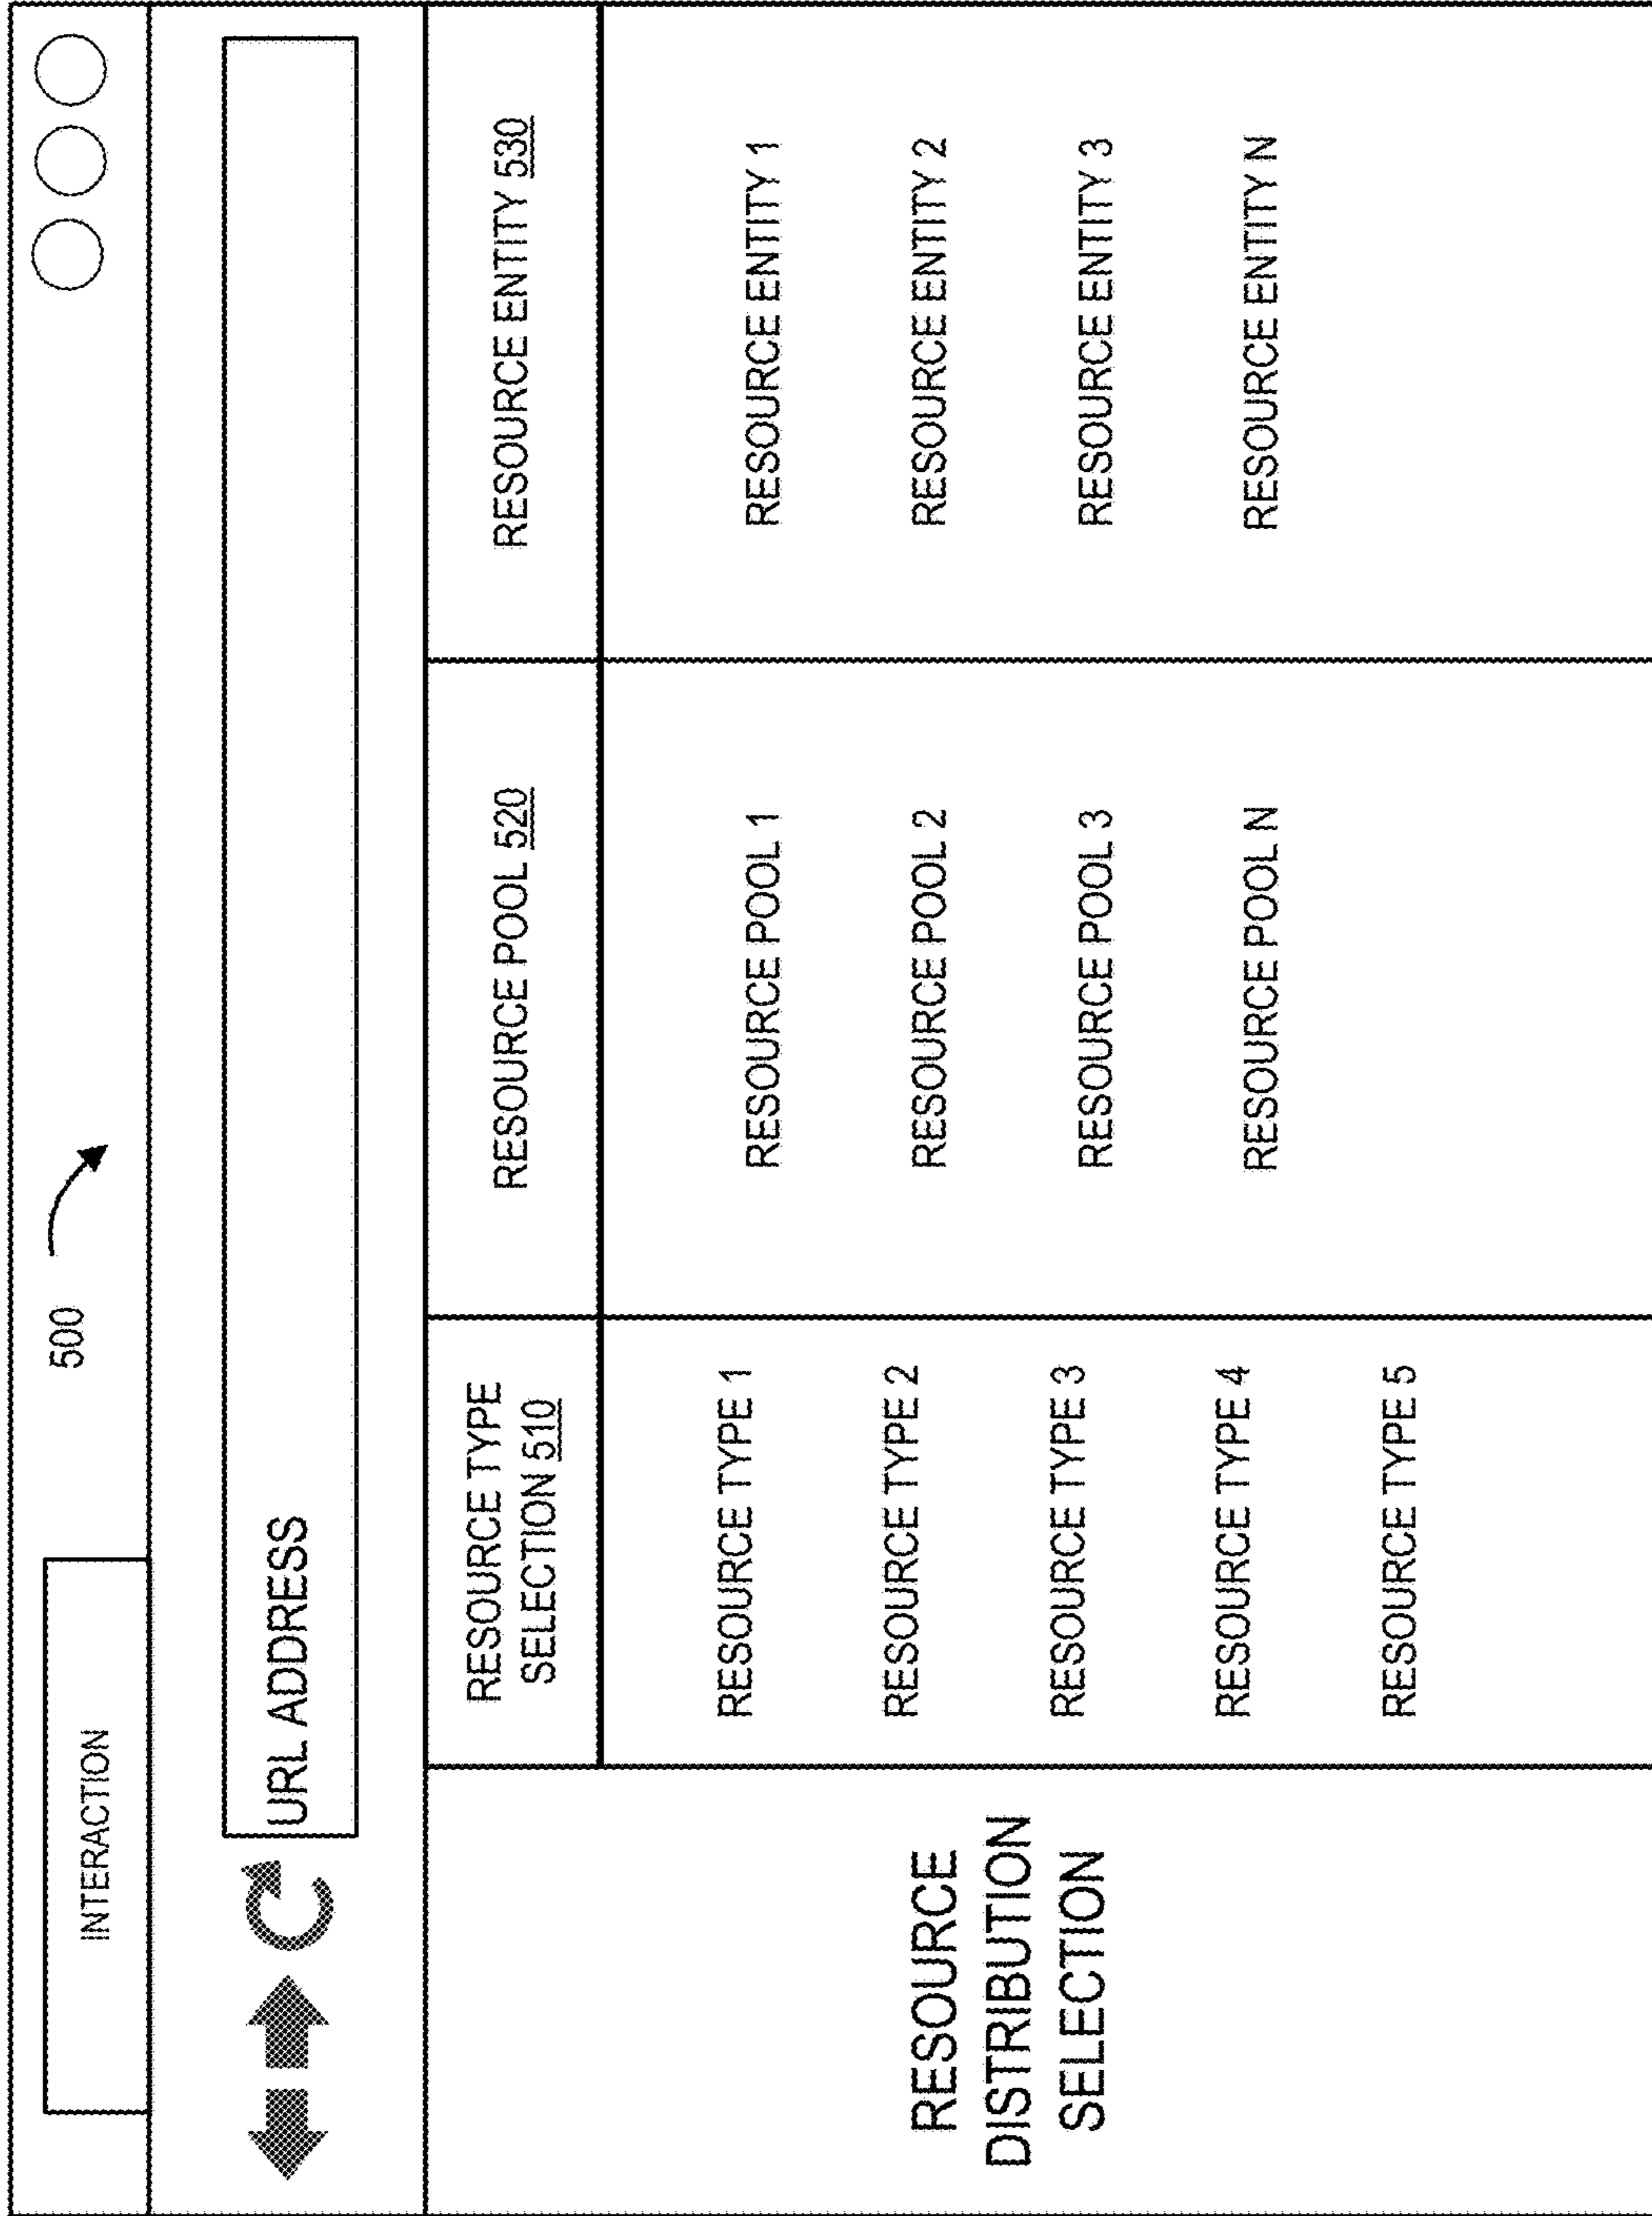 INTERACTION
500
URL ADDRESS
RESOURCE
DISTRIBUTION
SELECTION
RESOURCE TYPE
SELECTION 510
RESOURCE TYPE 1
RESOURCE TYPE 2
RESOURCE TYPE 3
RESOURCE TYPE 4
RESOURCE TYPE 5
RESOURCE POOL 520
RESOURCE POOL 1
RESOURCE POOL 2
RESOURCE POOL 3
RESOURCE POOL N
RESOURCE ENTITY 530
RESOURCE ENTITY 1
RESOURCE ENTITY 2
RESOURCE ENTITY 3
RESOURCE ENTITY N